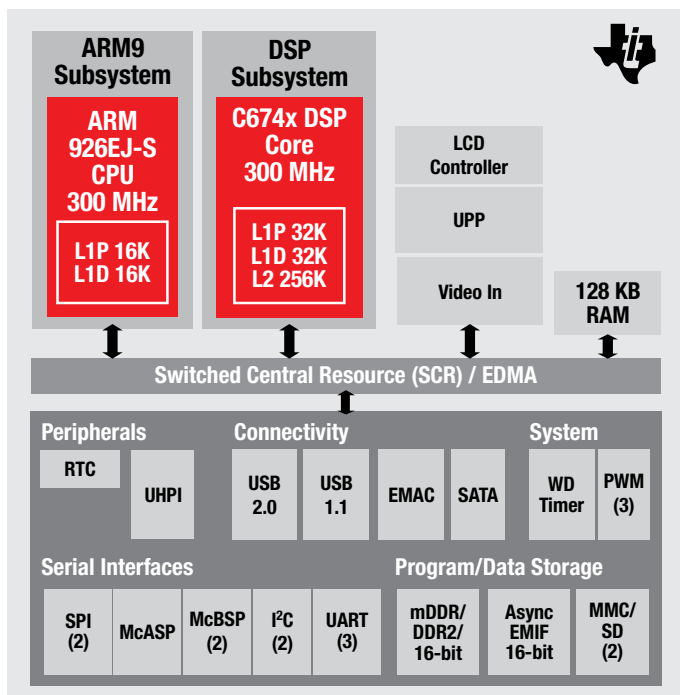 ARM9
Subsystem
ARM
926EJ-S
CPU
300 MHz
L1P 16K
L1D 16K
DSP
Subsystem
C674x DSP
Core
300 MHz
L1P 32K
L1D 32K
L2 256K
LCD
Controller
UPP
Video In
128 KB
RAM
Switched Central Resource (SCR) / EDMA
Peripherals
RTC
UHPI
Connectivity
USB
2.0
USB
1.1
EMAC
SATA
System
WD
Timer
PWM
(3)
Serial Interfaces
SPI
(2)
McASP
McBSP
(2)
I²C
(2)
UART
(3)
Program/Data Storage
mDDR/
DDR2/
16-bit
Async
EMIF
16-bit
MMC/
SD
(2)